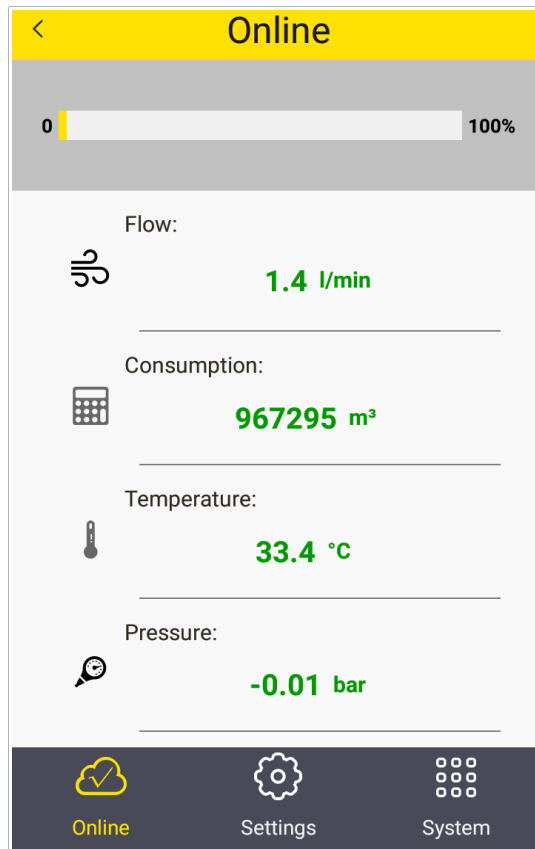 Online
0 100%
Flow:
1.4 l/min
Consumption:
967295 m³
Temperature:
33.4 °C
Pressure:
-0.01 bar
Online Settings System